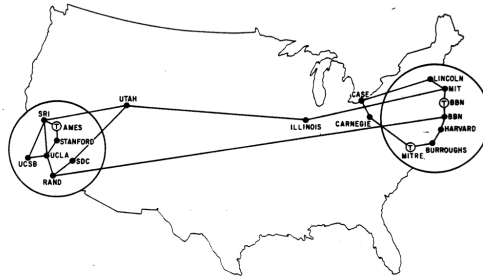 LINCOLN
CASE
MIT
UTAH
T BBN
SRI
T AMES
BBN
ILLINOIS
CARNEGIE
STANFORD
HARVARD
UCLA
SDC
T
BURROUGHS
UCSB
MITRE
RAND